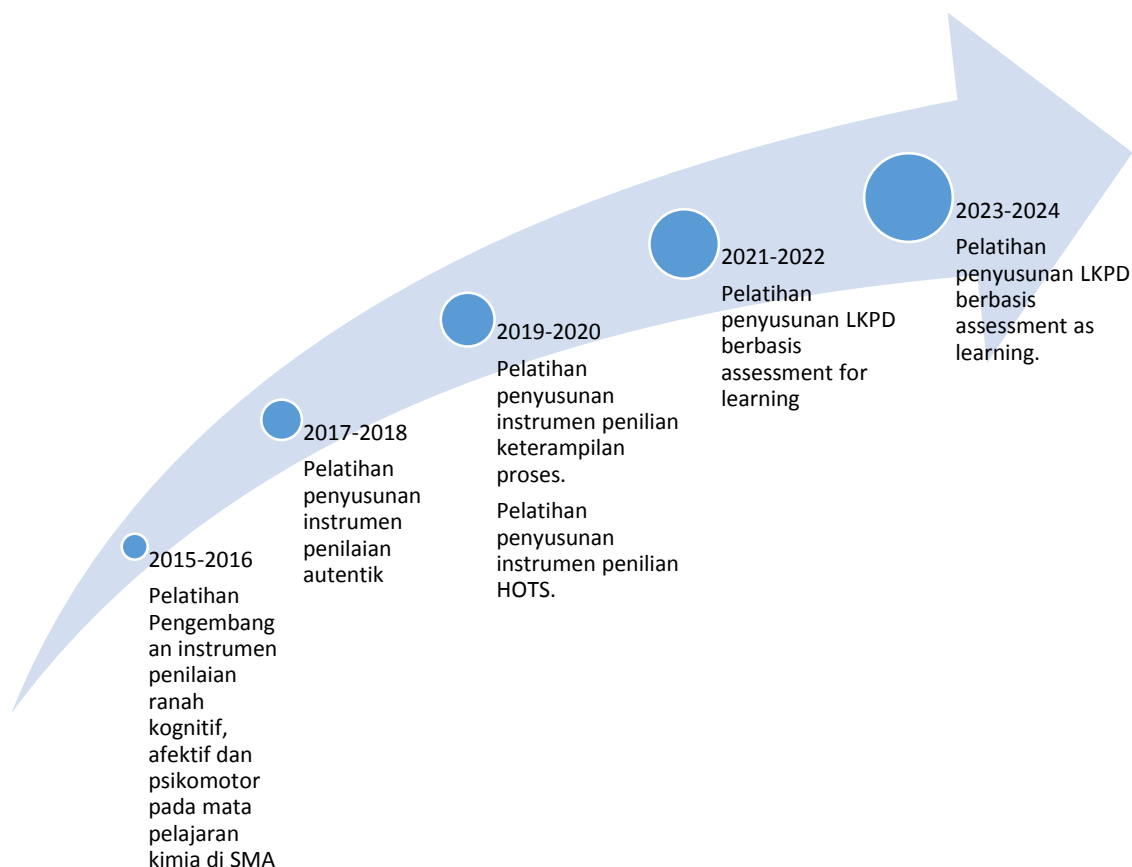 2015-2016
Pelatihan
Pengembang
an instrumen
penilaian
ranah
kognitif,
afektif dan
psikomotor
pada mata
pelajaran
kimia di SMA
2017-2018
Pelatihan
penyusunan
instrumen
penilaian
autentik
2019-2020
Pelatihan
penyusunan
instrumen penilian
keterampilan
proses.
Pelatihan
penyusunan
instrumen penilian
HOTS.
2021-2022
Pelatihan
penyusunan LKPD
berbasis
assessment for
learning
2023-2024
Pelatihan
penyusunan LKPD
berbasis
assessment as
learning.